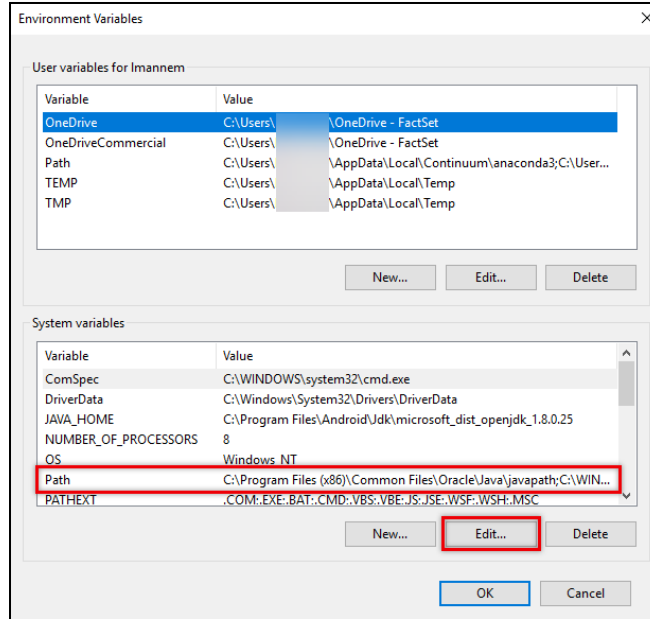 Environment Variables
User variables for lmannem
Variable Value
OneDrive C:\Users\ \OneDrive - FactSet
OneDriveCommercial C:\Users\ \OneDrive - FactSet
Path C:\Users\ \AppData\Local\Continuum\anaconda3;C:\User...
TEMP C:\Users\ \AppData\Local\Temp
TMP C:\Users\ \AppData\Local\Temp
New... Edit... Delete
System variables
Variable Value
ComSpec C:\WINDOWS\system32\cmd.exe
DriverData C:\Windows\System32\Drivers\DriverData
JAVA_HOME C:\Program Files\Android\Jdk\microsoft_dist_openjdk_1.8.0.25
NUMBER_OF_PROCESSORS 8
OS Windows_NT
Path C:\Program Files (x86)\Common Files\Oracle\Java\javapath;C:\WIN...
PATHEXT .COM;.EXE;.BAT;.CMD;.VBS;.VBE;.JS;.JSE;.WSF;.WSH;.MSC
New... Edit... Delete
OK Cancel